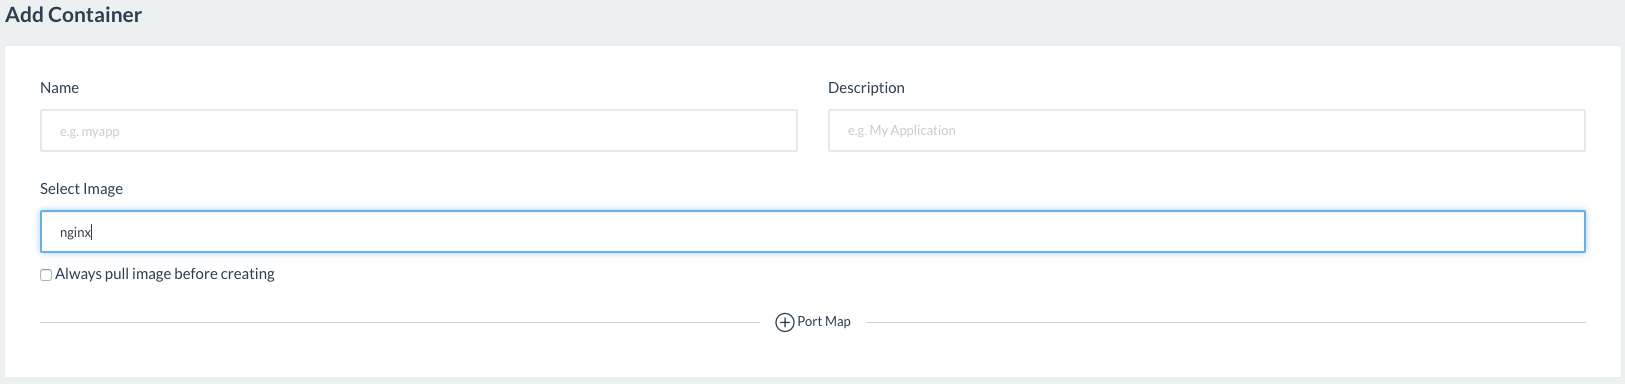 Add Container
Name
Description
e.g. myapp
e.g. My Application
Select Image
nginx
Always pull image before creating
Port Map